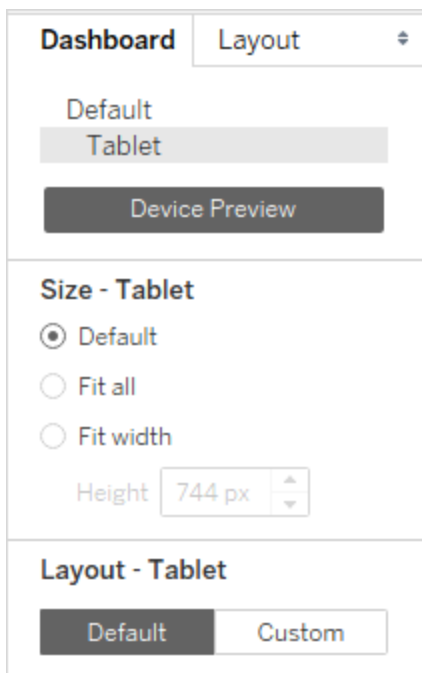 Dashboard Layout
Default
Tablet
Device Preview
Size - Tablet
Default
Fit all
Fit width
Height 744 px
Layout - Tablet
Default Custom